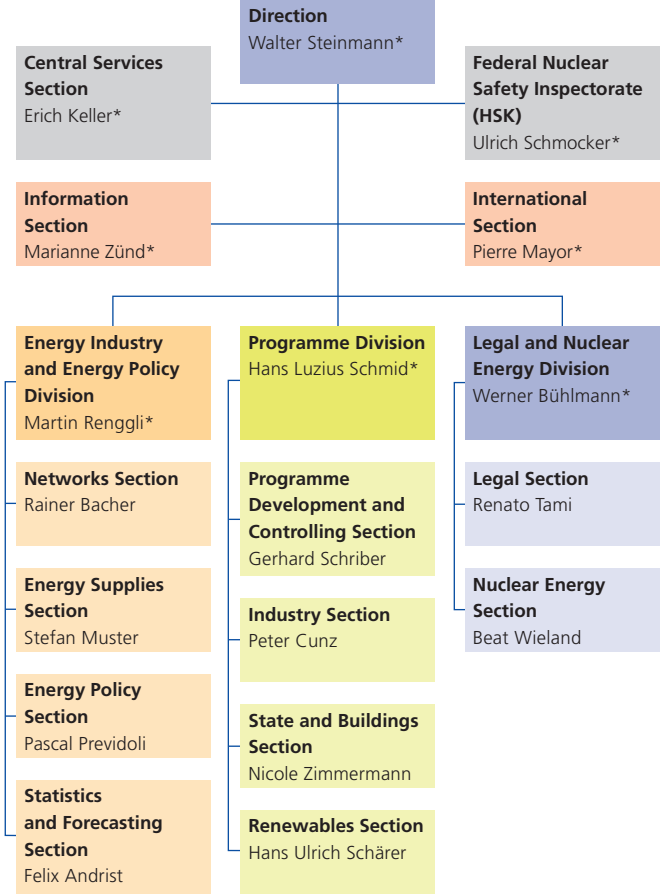 Direction
Walter Steinmann*
Central Services
Section
Erich Keller*
Federal Nuclear
Safety Inspectorate
(HSK)
Ulrich Schmocker*
Information
Section
Marianne Zünd*
International
Section
Pierre Mayor*
Energy Industry
and Energy Policy
Division
Martin Renggli*
Networks Section
Rainer Bacher
Energy Supplies
Section
Stefan Muster
Energy Policy
Section
Pascal Previdoli
Statistics
and Forecasting
Section
Felix Andrist
Programme Division
Hans Luzius Schmid*
Programme
Development and
Controlling Section
Gerhard Schriber
Industry Section
Peter Cunz
State and Buildings
Section
Nicole Zimmermann
Renewables Section
Hans Ulrich Schärer
Legal and Nuclear
Energy Division
Werner Bühlmann*
Legal Section
Renato Tami
Nuclear Energy
Section
Beat Wieland